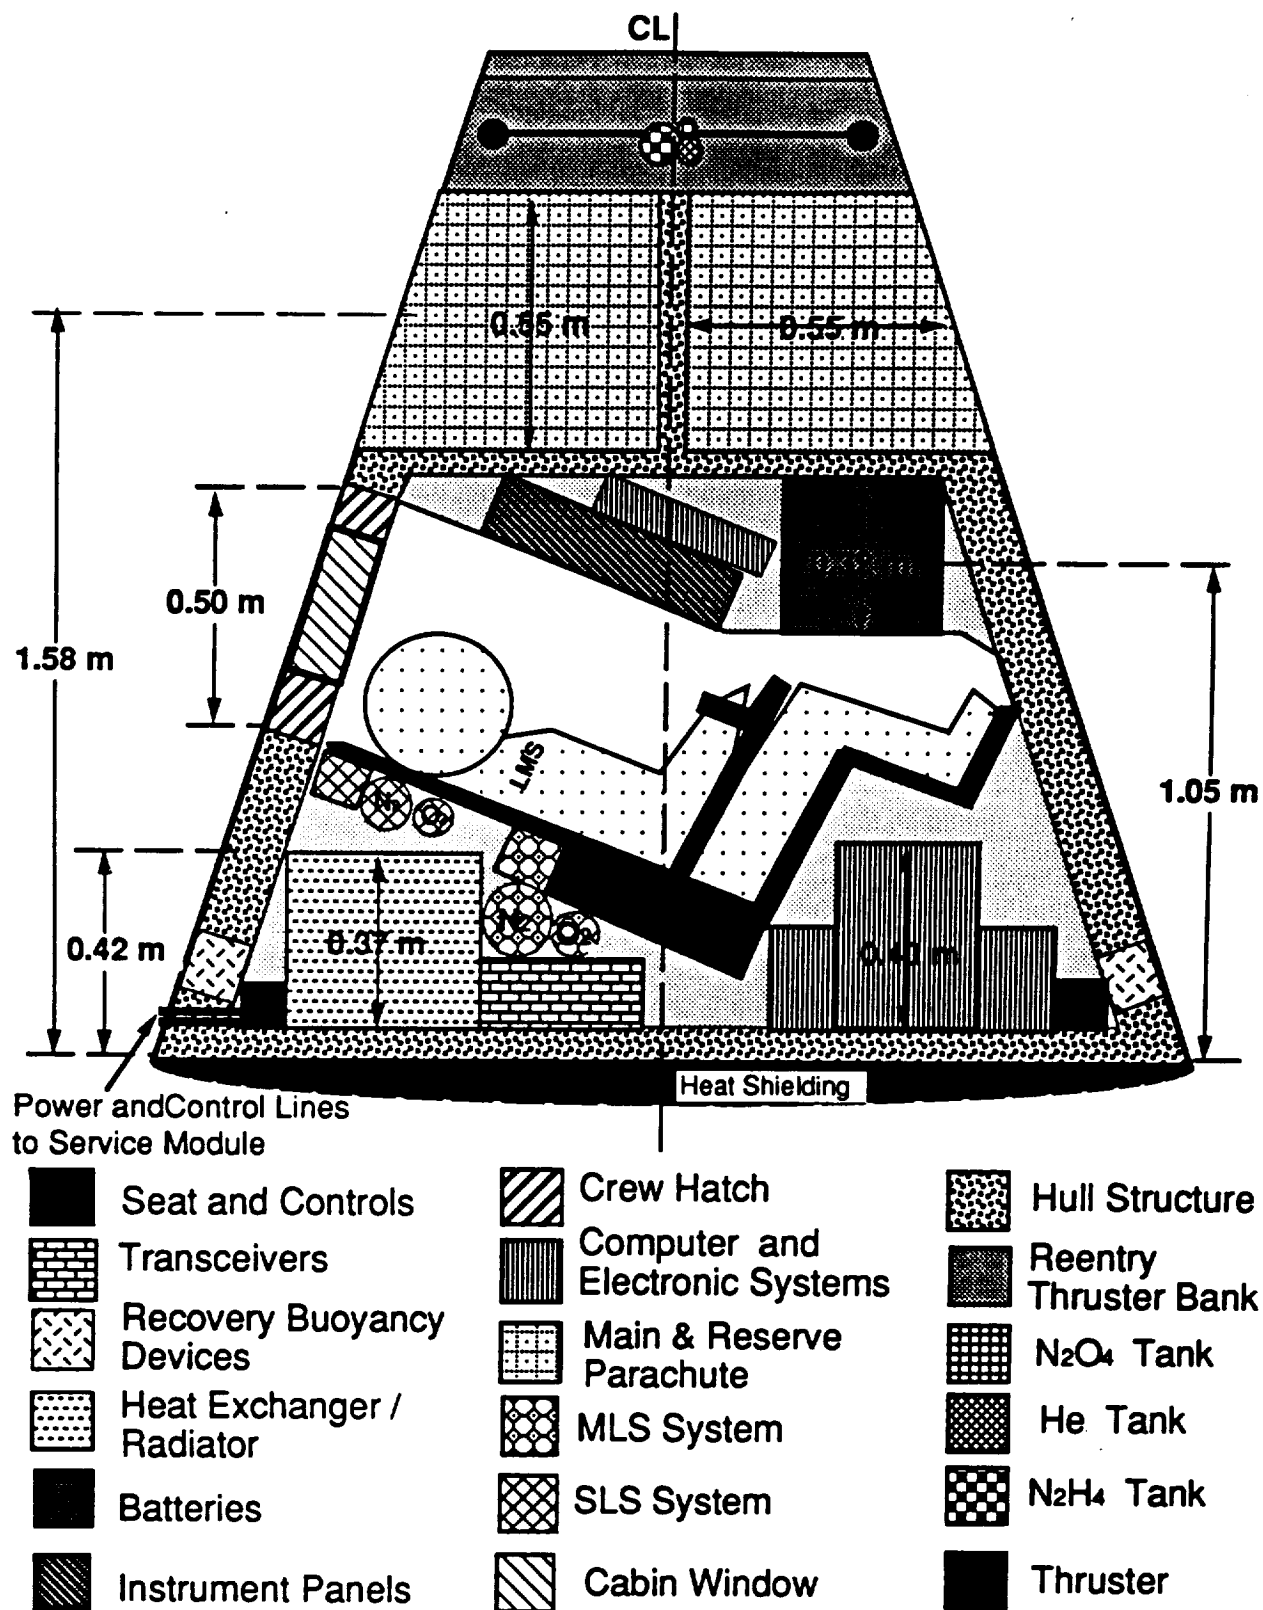 CL
0.55 m
0.50 m
1.58 m
LMS
N2
1.05 m
0.42 m
0.37 m
N2
O2
0.40 m
Heat Shielding
Power andControl Lines
to Service Module
Seat and Controls
Transceivers
Recovery Buoyancy
Devices
Heat Exchanger /
Radiator
Batteries
Instrument Panels
Crew Hatch
Computer and
Electronic Systems
Main & Reserve
Parachute
MLS System
SLS System
Cabin Window
Hull Structure
Reentry
Thruster Bank
N2O4 Tank
He Tank
N2H4 Tank
Thruster